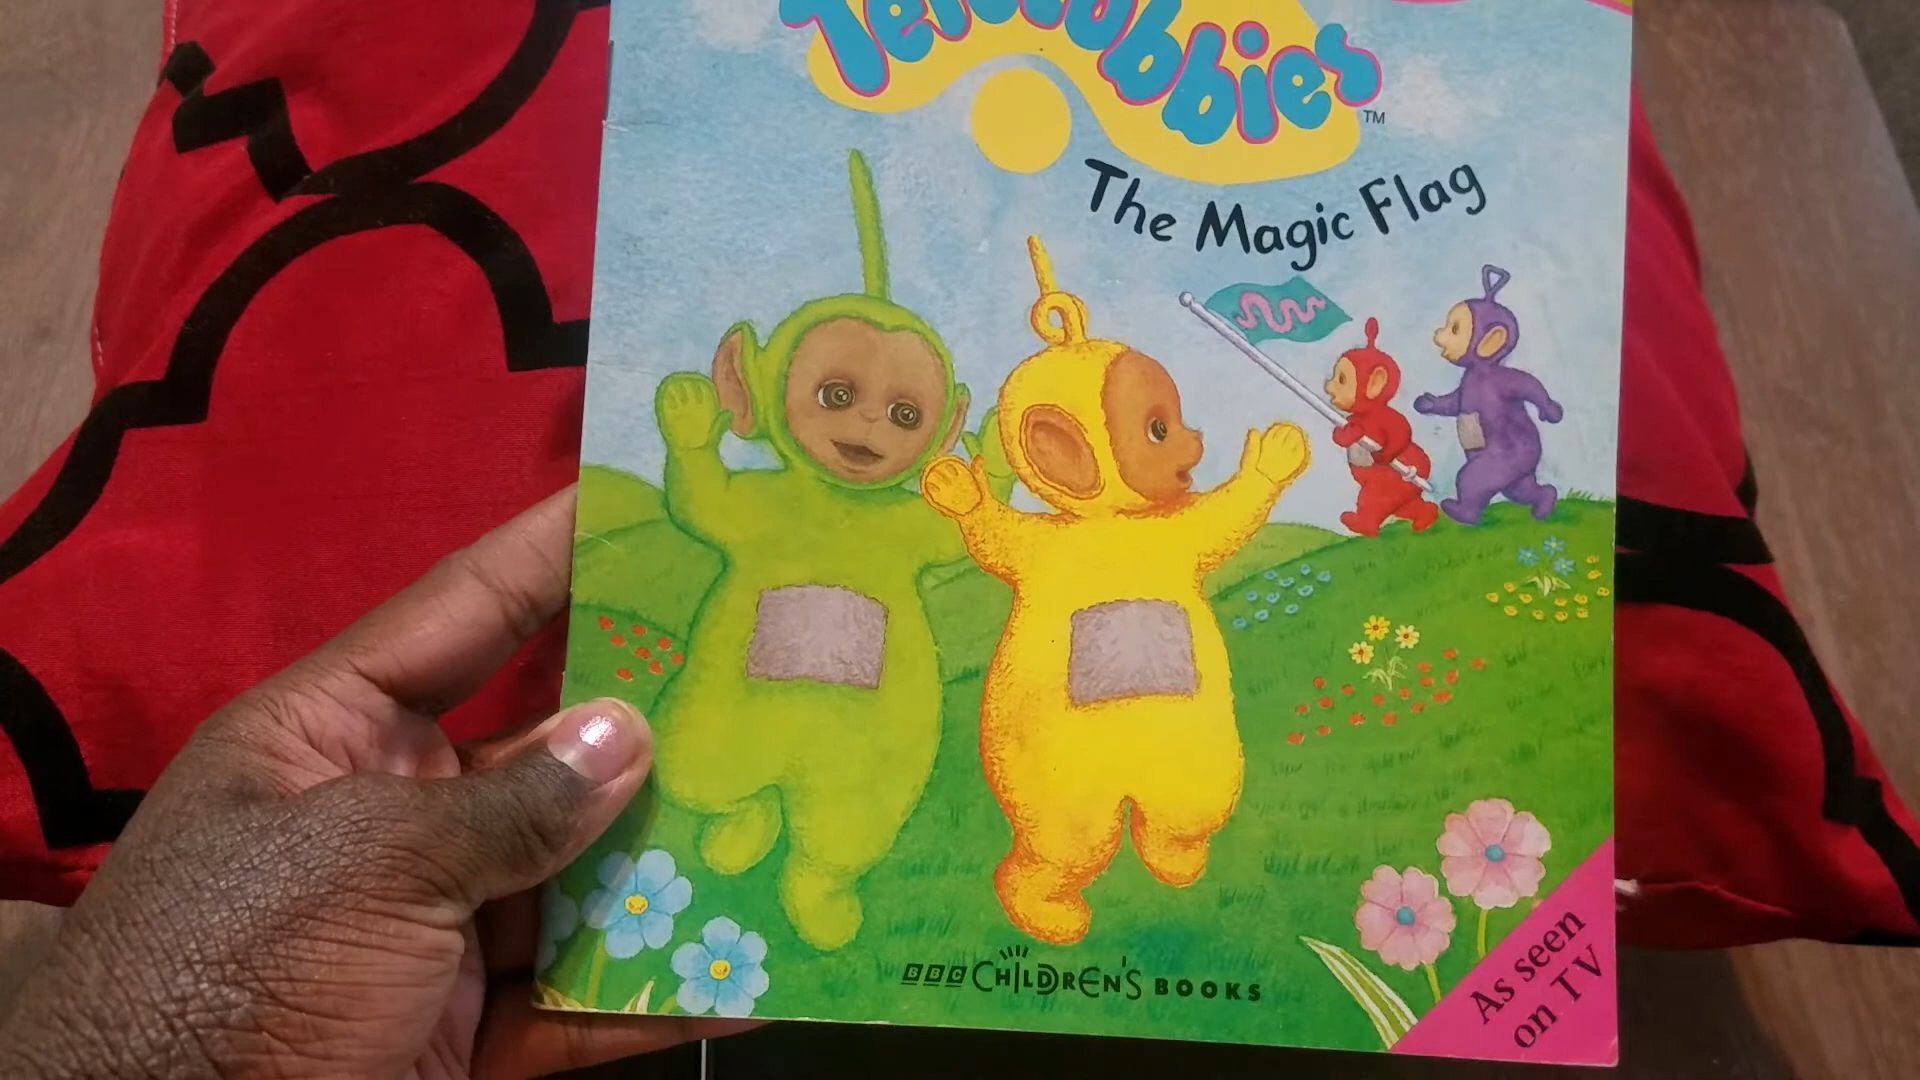 Teletubbies
TM
The Magic Flag
BBC CHILDREN'S BOOKS
As seen
on TV